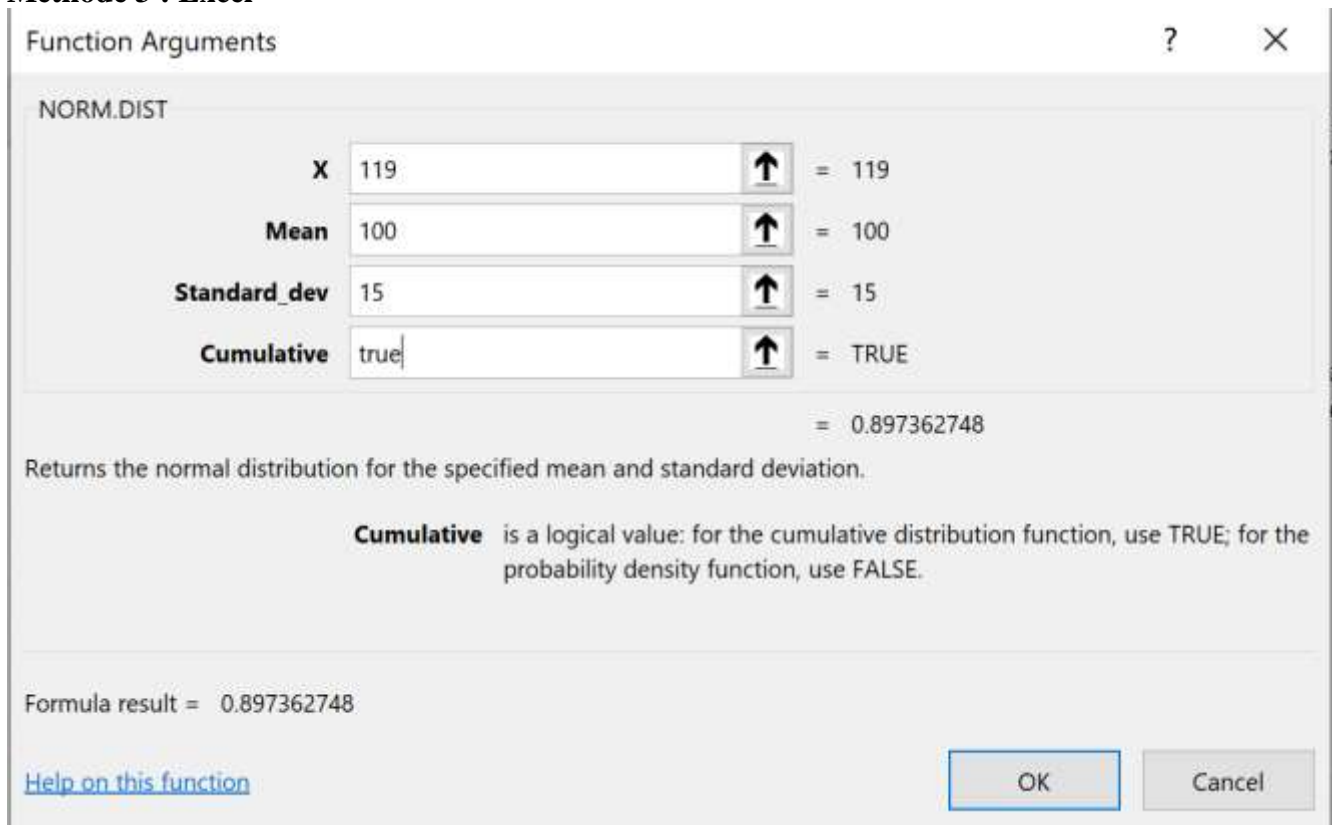 Function Arguments ? ×
NORM.DIST
X 119 = 119
Mean 100 = 100
Standard_dev 15 = 15
Cumulative true = TRUE
= 0.897362748
Returns the normal distribution for the specified mean and standard deviation.
Cumulative is a logical value: for the cumulative distribution function, use TRUE; for the
probability density function, use FALSE.
Formula result = 0.897362748
Help on this function OK Cancel